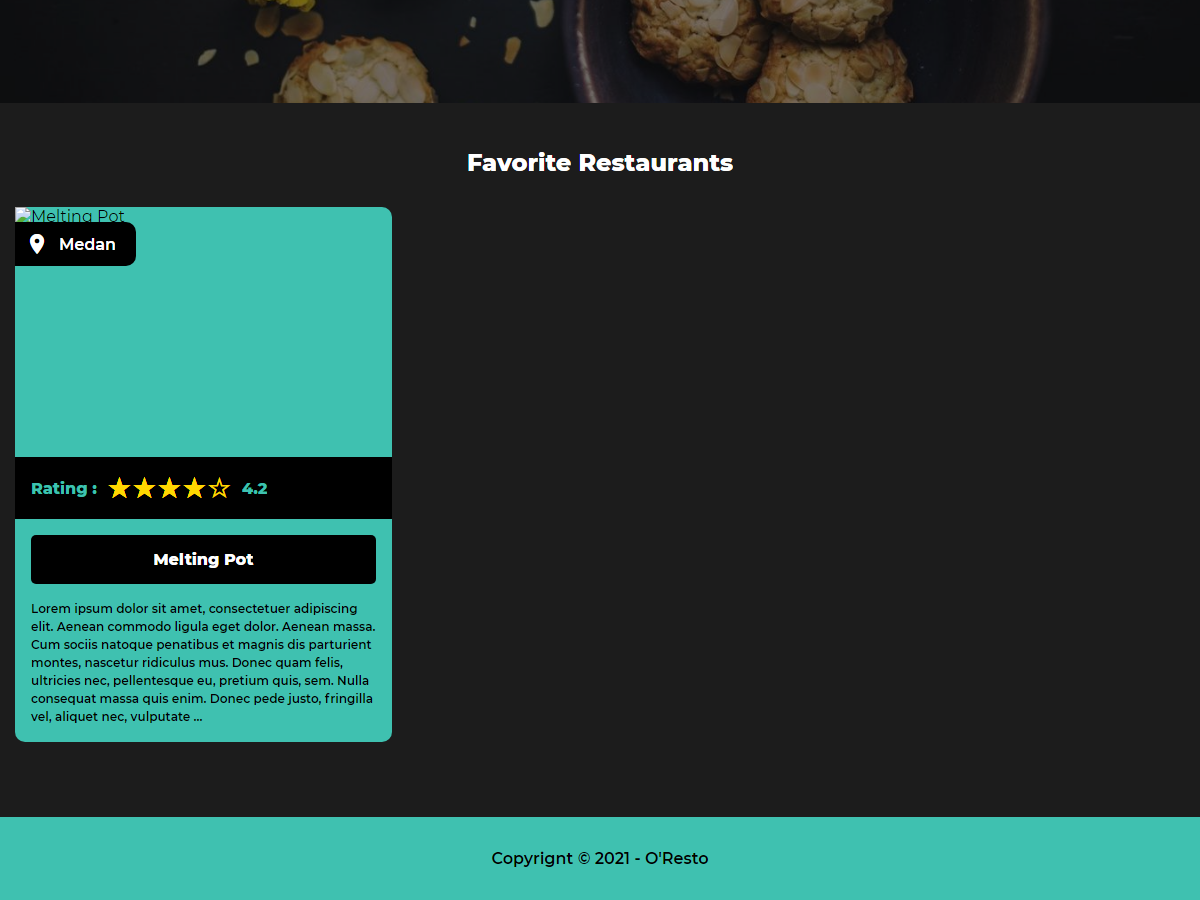 Favorite Restaurants
Melting Pot
Medan
Rating : ★★★★☆ 4.2
Melting Pot
Lorem ipsum dolor sit amet, consectetuer adipiscing
elit. Aenean commodo ligula eget dolor. Aenean massa.
Cum sociis natoque penatibus et magnis dis parturient
montes, nascetur ridiculus mus. Donec quam felis,
ultricies nec, pellentesque eu, pretium quis, sem. Nulla
consequat massa quis enim. Donec pede justo, fringilla
vel, aliquet nec, vulputate ...
Copyrignt © 2021 - O'Resto